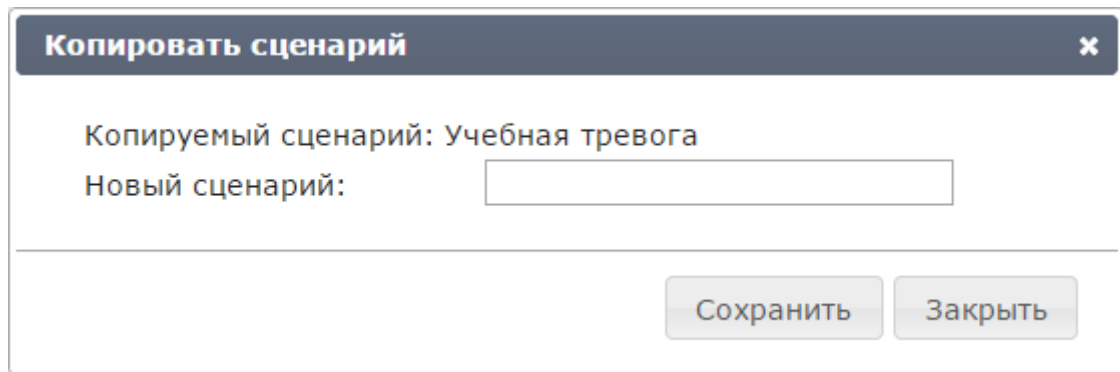 Копировать сценарий
Копируемый сценарий: Учебная тревога
Новый сценарий:
Сохранить Закрыть